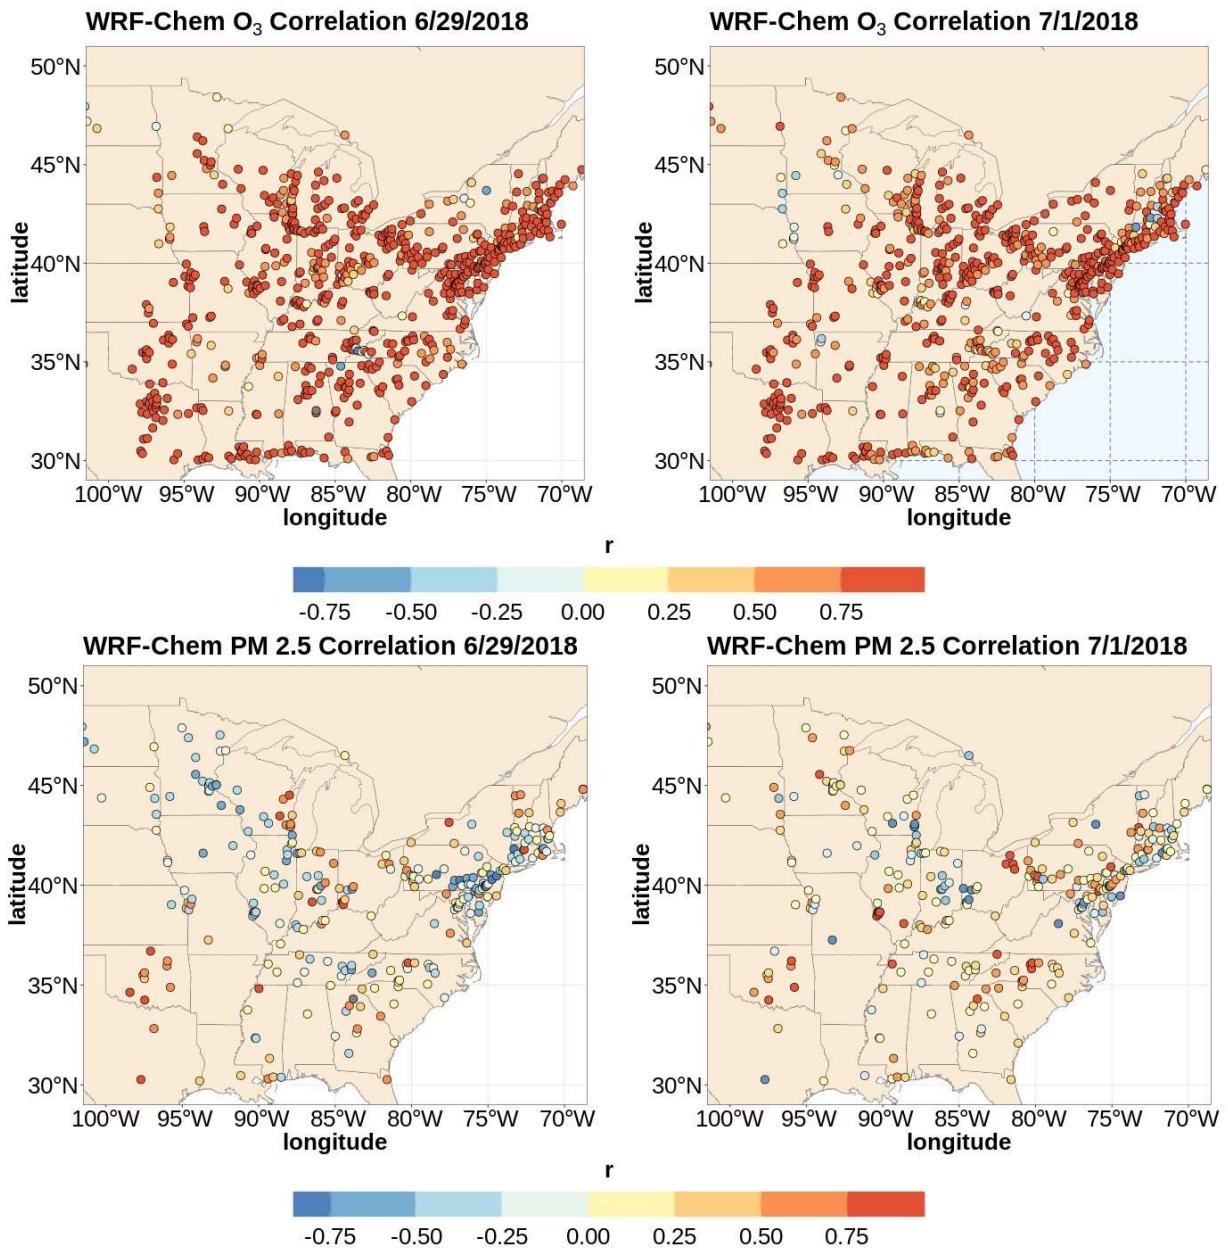 WRF-Chem O3 Correlation 6/29/2018
WRF-Chem O3 Correlation 7/1/2018
50°N
45°N
40°N
35°N
30°N
latitude
100°W 95°W 90°W 85°W 80°W 75°W 70°W
longitude
50°N
45°N
40°N
35°N
30°N
latitude
100°W 95°W 90°W 85°W 80°W 75°W 70°W
longitude
r
-0.75 -0.50 -0.25 0.00 0.25 0.50 0.75
WRF-Chem PM 2.5 Correlation 6/29/2018
WRF-Chem PM 2.5 Correlation 7/1/2018
50°N
45°N
40°N
35°N
30°N
latitude
100°W 95°W 90°W 85°W 80°W 75°W 70°W
longitude
50°N
45°N
40°N
35°N
30°N
latitude
100°W 95°W 90°W 85°W 80°W 75°W 70°W
longitude
r
-0.75 -0.50 -0.25 0.00 0.25 0.50 0.75